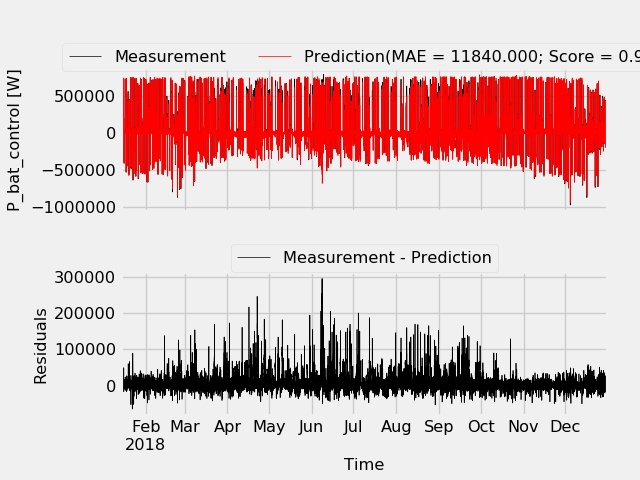 Measurement
Prediction(MAE = 11840.000; Score = 0.9
P_bat_control [W]
500000
0
−500000
−1000000
Measurement - Prediction
Residuals
300000
200000
100000
0
Feb Mar Apr May Jun Jul Aug Sep Oct Nov Dec
2018
Time